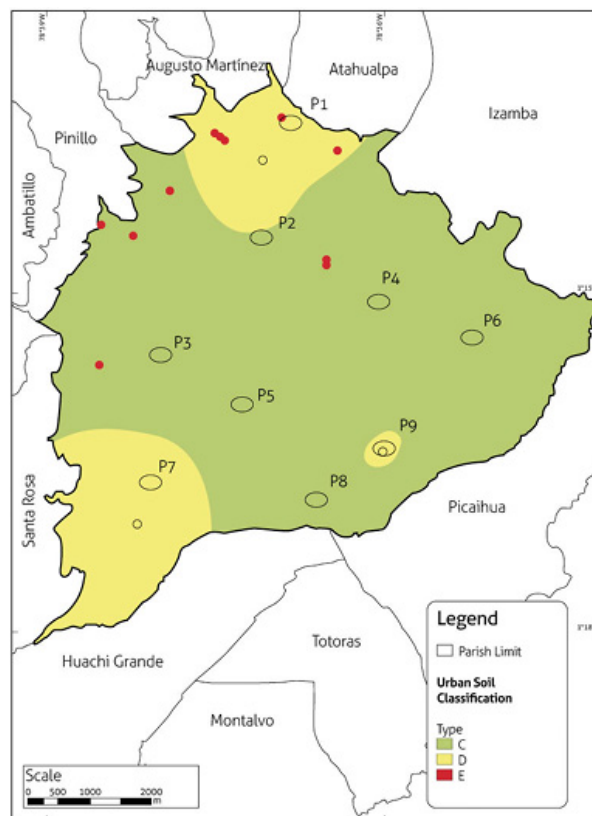 Augusto Martínez
Atahualpa
Izamba
Pinillo
Ambatillo
P1
P2
P4
P6
P3
P5
P9
P7
P8
Santa Rosa
Picaihua
Huachi Grande
Totoras
Montalvo
Legend
Parish Limit
Urban Soil
Classification
Type
C
D
E
Scale
0 500 1000 2000
m